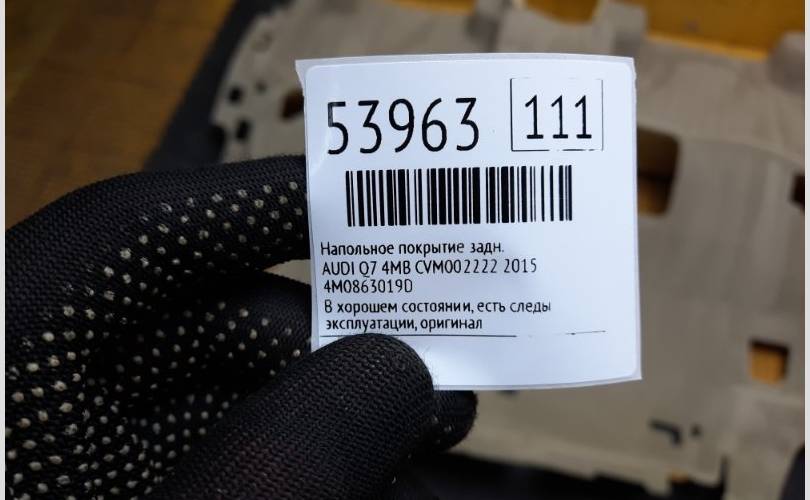 53963 111
Напольное покрытие задн.
AUDI Q7 4MB CVM002222 2015
4M0863019D
В хорошем состоянии, есть следы
эксплуатации, оригинал